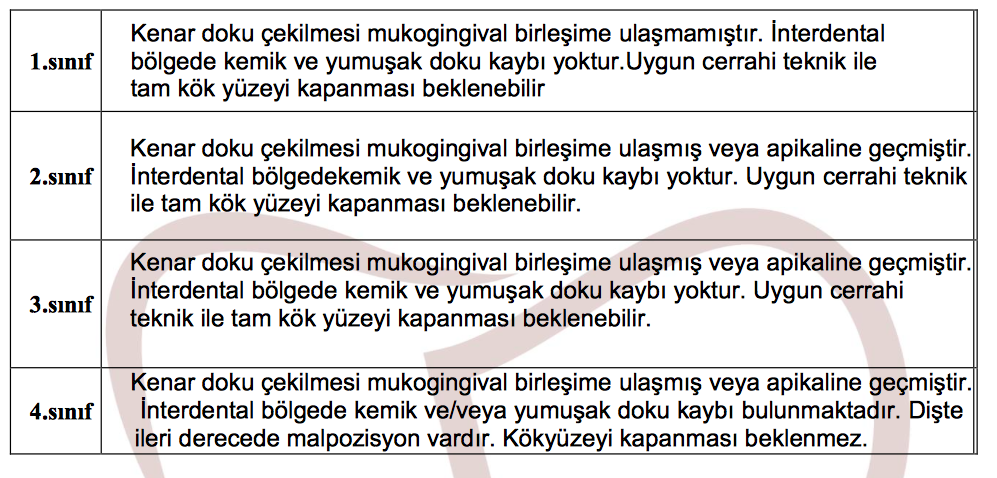 Kenar doku çekilmesi mukogingival birleşime ulaşmamıştır. İnterdental
1.sınıf bölgede kemik ve yumuşak doku kaybı yoktur.Uygun cerrahi teknik ile
tam kök yüzeyi kapanması beklenebilir
Kenar doku çekilmesi mukogingival birleşime ulaşmış veya apikaline geçmiştir.
2.sınıf İnterdental bölgedekemik ve yumuşak doku kaybı yoktur. Uygun cerrahi teknik
ile tam kök yüzeyi kapanması beklenebilir.
Kenar doku çekilmesi mukogingival birleşime ulaşmış veya apikaline geçmiştir.
3.sınıf İnterdental bölgede kemik ve yumuşak doku kaybı yoktur. Uygun cerrahi
teknik ile tam kök yüzeyi kapanması beklenebilir.
Kenar doku çekilmesi mukogingival birleşime ulaşmış veya apikaline geçmiştir.
4.sınıf İnterdental bölgede kemik ve/veya yumuşak doku kaybı bulunmaktadır. Dişte
ileri derecede malpozisyon vardır. Kökyüzeyi kapanması beklenmez.